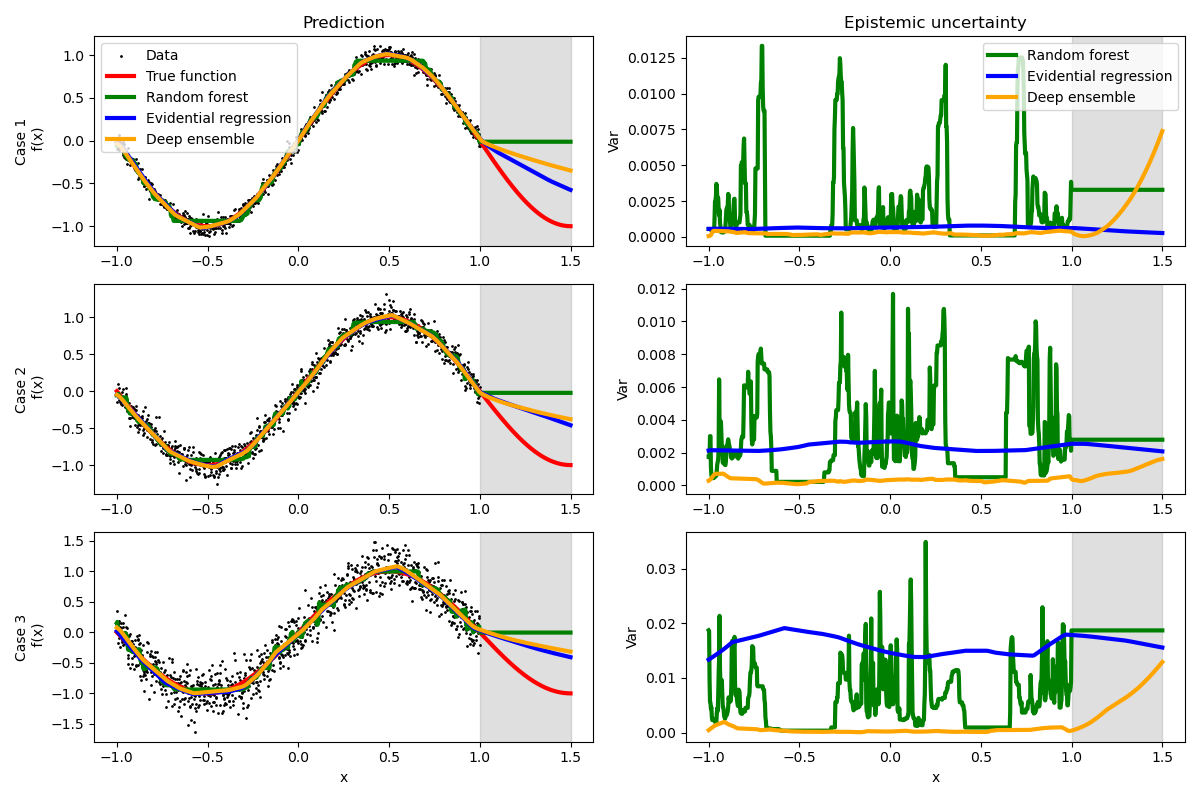 Prediction
Epistemic uncertainty
Case 1
f(x)
1.0
0.5
0.0
−0.5
−1.0
Data
True function
Random forest
Evidential regression
Deep ensemble
−1.0 −0.5 0.0 0.5 1.0 1.5
Var
0.0125
0.0100
0.0075
0.0050
0.0025
0.0000
Random forest
Evidential regression
Deep ensemble
−1.0 −0.5 0.0 0.5 1.0 1.5
Case 2
f(x)
1.0
0.5
0.0
−0.5
−1.0
−1.0 −0.5 0.0 0.5 1.0 1.5
Var
0.012
0.010
0.008
0.006
0.004
0.002
0.000
−1.0 −0.5 0.0 0.5 1.0 1.5
Case 3
f(x)
1.5
1.0
0.5
0.0
−0.5
−1.0
−1.5
−1.0 −0.5 0.0 0.5 1.0 1.5
x
Var
0.03
0.02
0.01
0.00
−1.0 −0.5 0.0 0.5 1.0 1.5
x